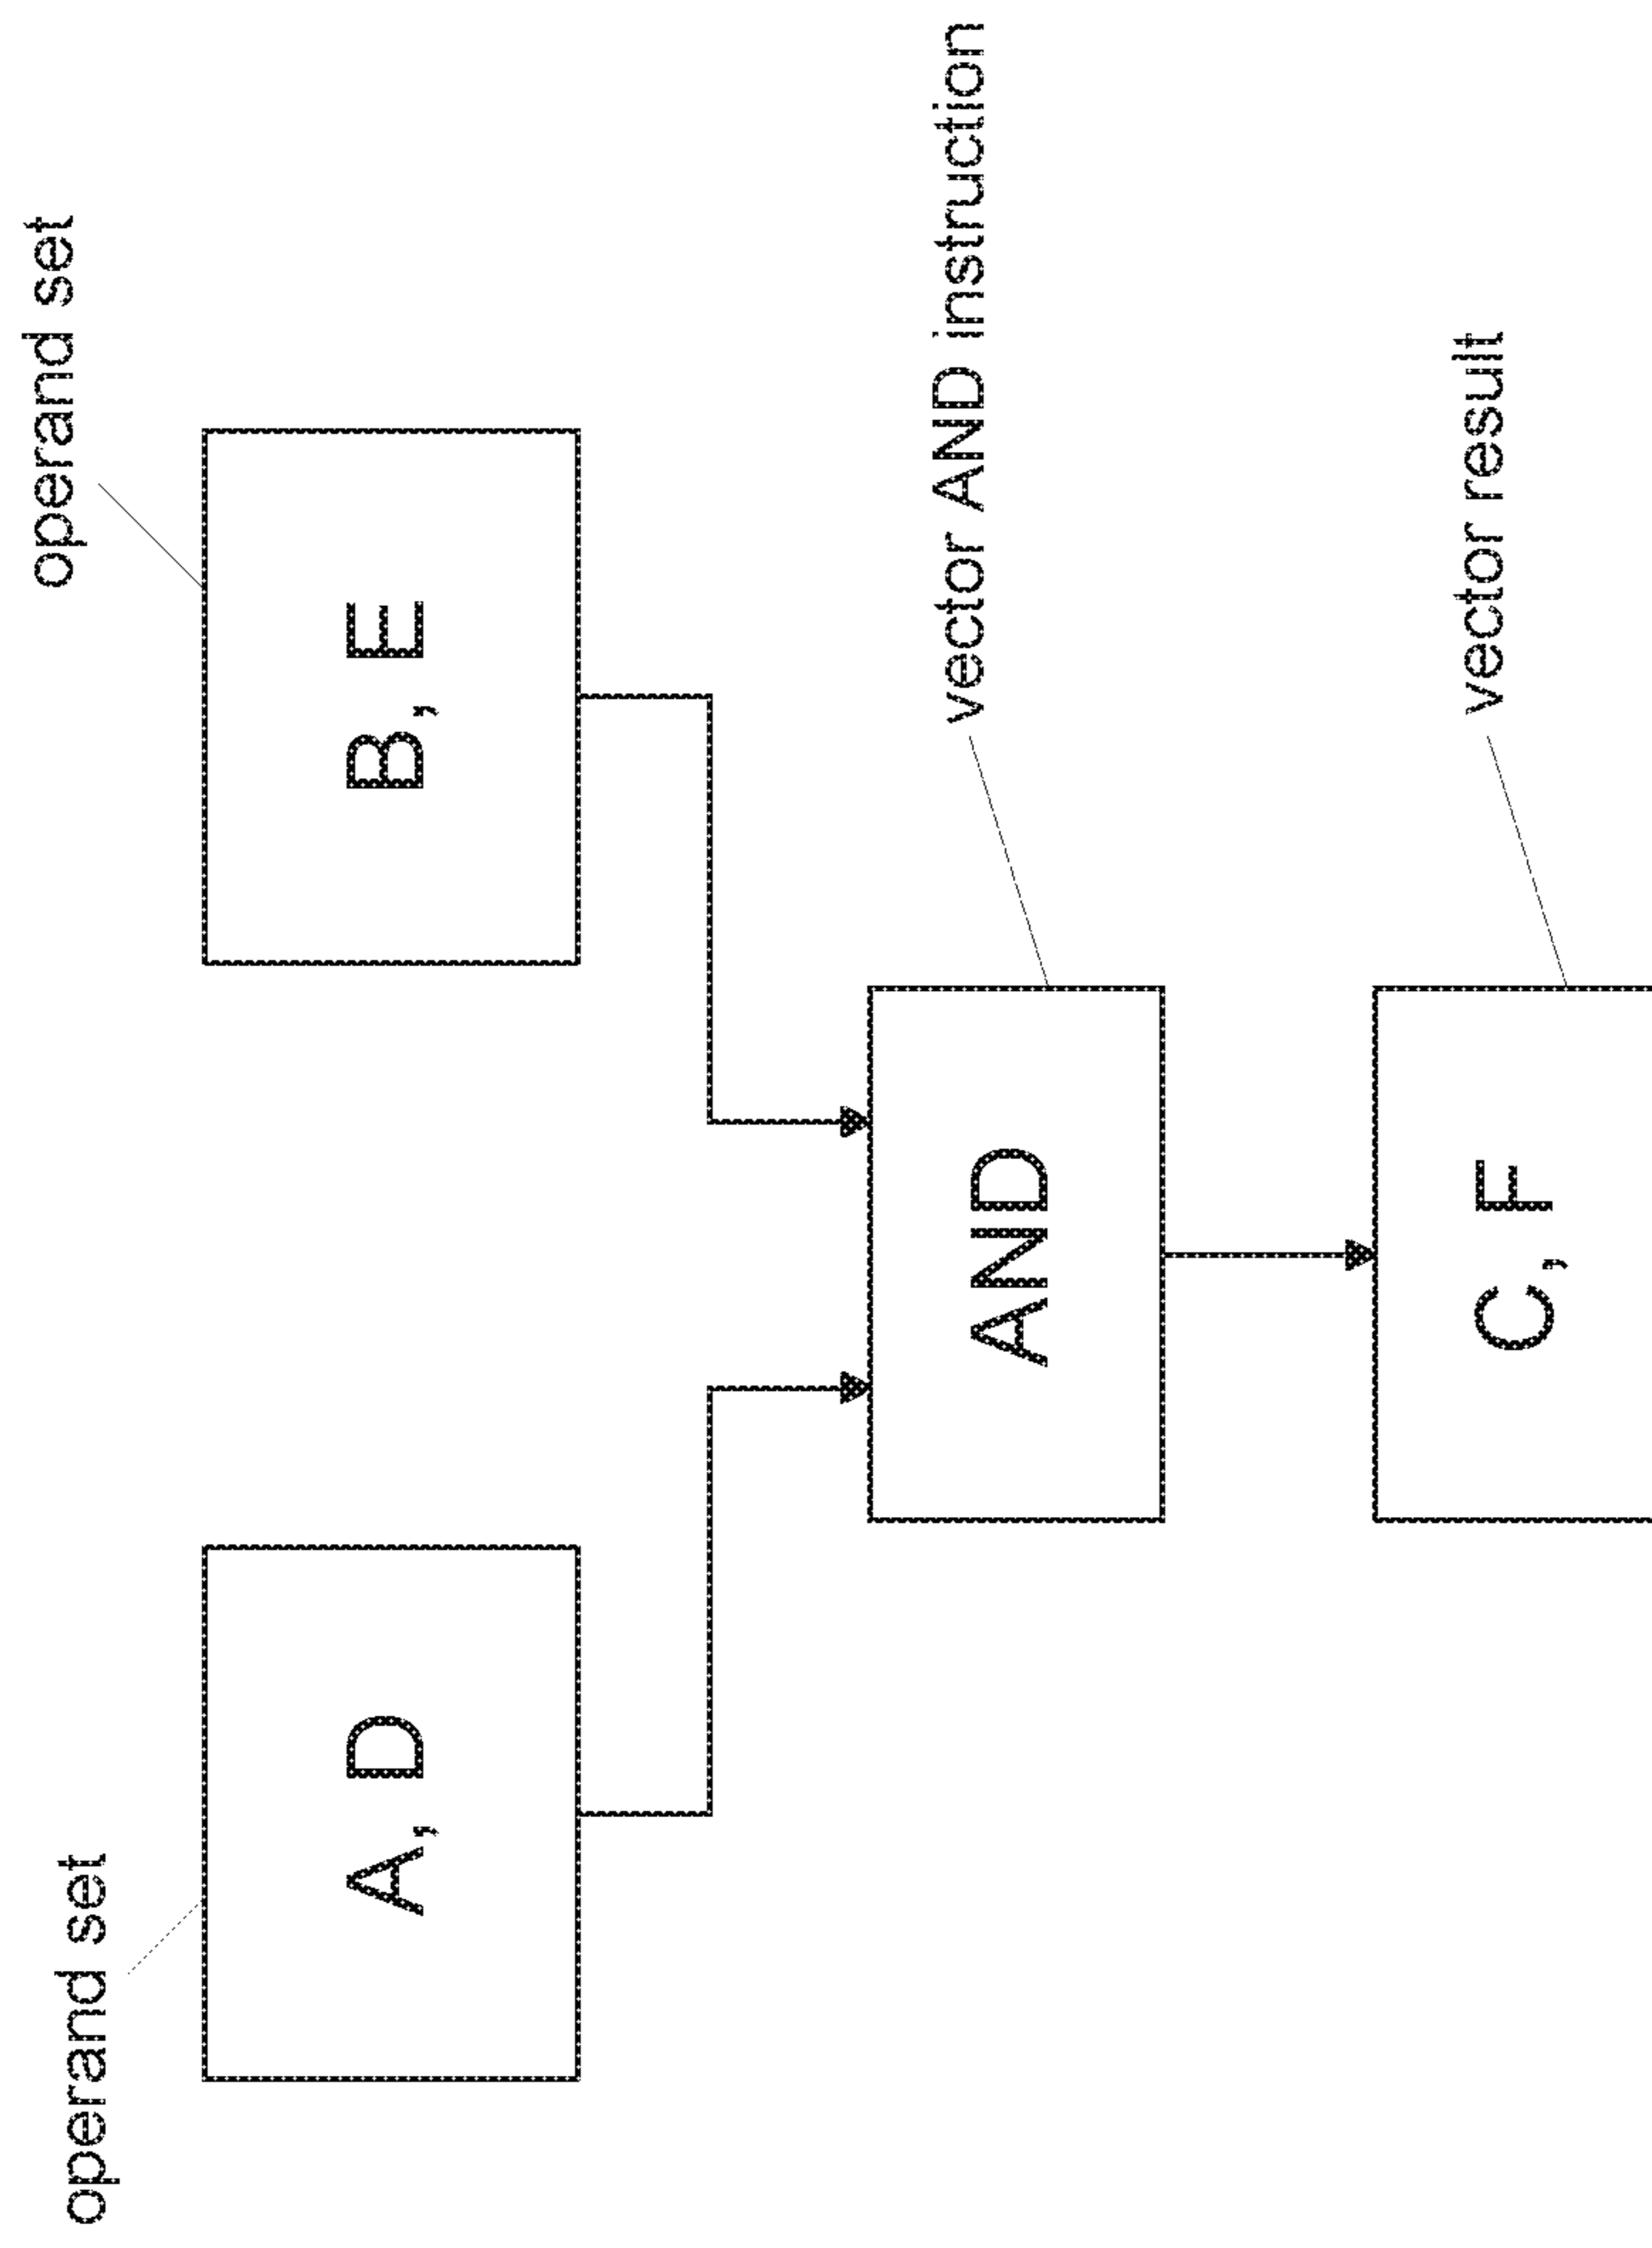 operand set
operand set
A, D
B, E
AND
vector AND instruction
C, F
vector result